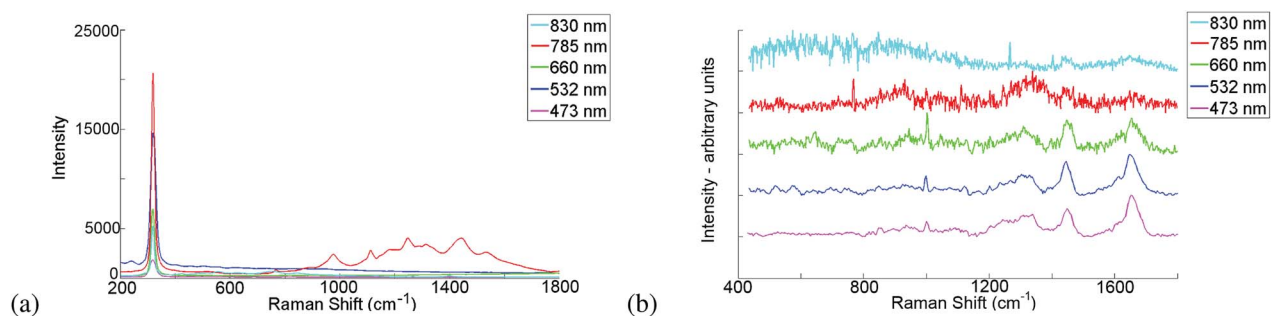 25000
15000
5000
0
Intensity
200
600
1000
1400
1800
Raman Shift (cm⁻¹)
830 nm
785 nm
660 nm
532 nm
473 nm
(a)
Intensity - arbitrary units
400
800
1200
1600
Raman Shift (cm⁻¹)
830 nm
785 nm
660 nm
532 nm
473 nm
(b)